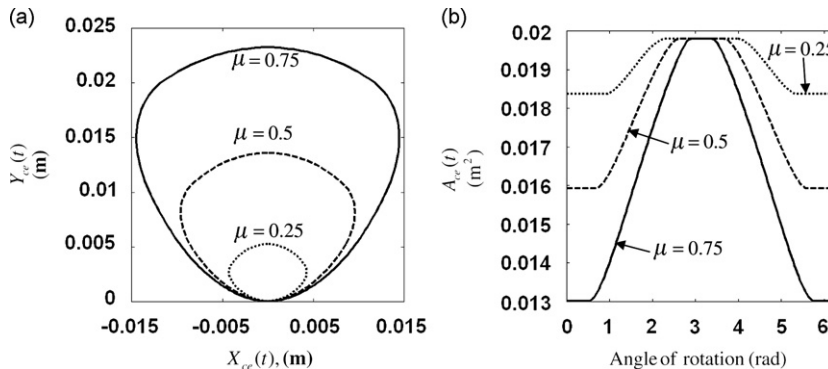 (a)
0.025
0.02
0.015
0.01
0.005
0
Y_ce(t)
(m)
μ = 0.75
μ = 0.5
μ = 0.25
-0.015
-0.005
0.005
0.015
X_ce(t), (m)
(b)
0.02
0.019
0.018
0.017
0.016
0.015
0.014
0.013
A_ce(t)
(m²)
μ = 0.25
μ = 0.5
μ = 0.75
0
1
2
3
4
5
6
Angle of rotation (rad)